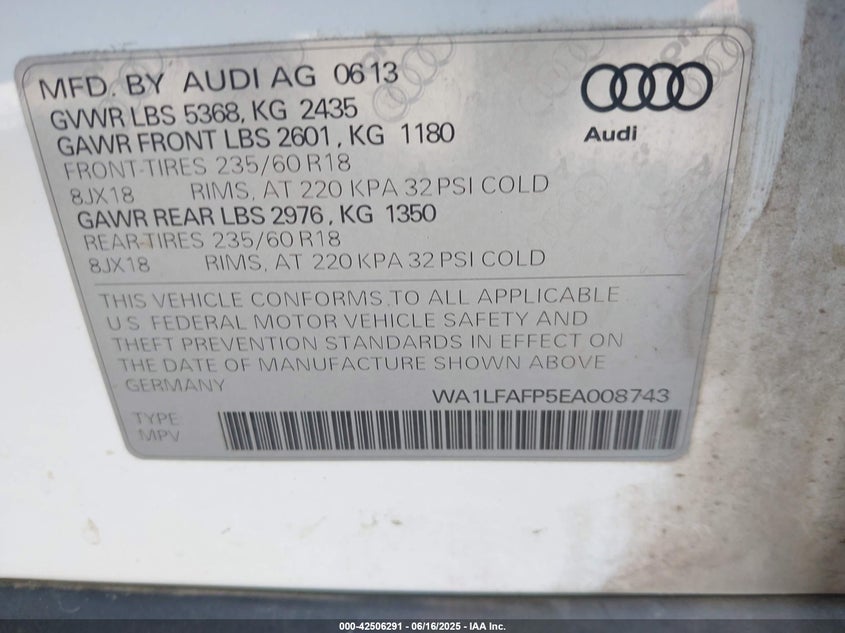 MFD. BY AUDI AG 0613
GVWR LBS 5368, KG 2435
GAWR FRONT LBS 2601, KG 1180
FRONT-TIRES 235/60 R18
8JX18 RIMS, AT 220 KPA 32 PSI COLD
GAWR REAR LBS 2976, KG 1350
REAR-TIRES 235/60 R18
8JX18 RIMS, AT 220 KPA 32 PSI COLD
Audi
THIS VEHICLE CONFORMS TO ALL APPLICABLE
U.S. FEDERAL MOTOR VEHICLE SAFETY AND
THEFT PREVENTION STANDARDS IN EFFECT ON
THE DATE OF MANUFACTURE SHOWN ABOVE.
GERMANY
WA1LFAFP5EA008743
TYPE
MPV
000-42506291 - 06/16/2025 - IAA Inc.